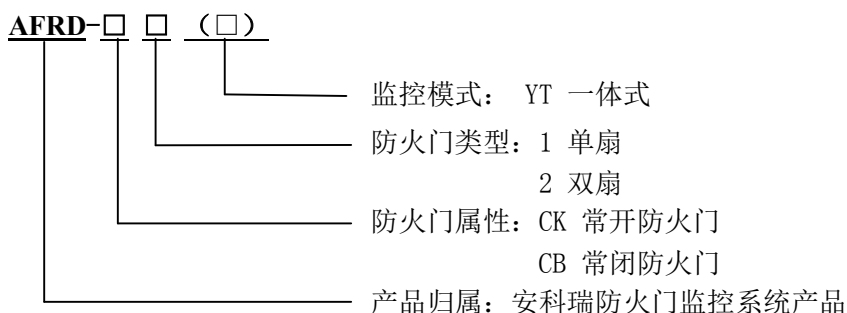 AFRD-□ □ （□）
监控模式： YT 一体式
防火门类型：1 单扇
2 双扇
防火门属性：CK 常开防火门
CB 常闭防火门
产品归属：安科瑞防火门监控系统产品